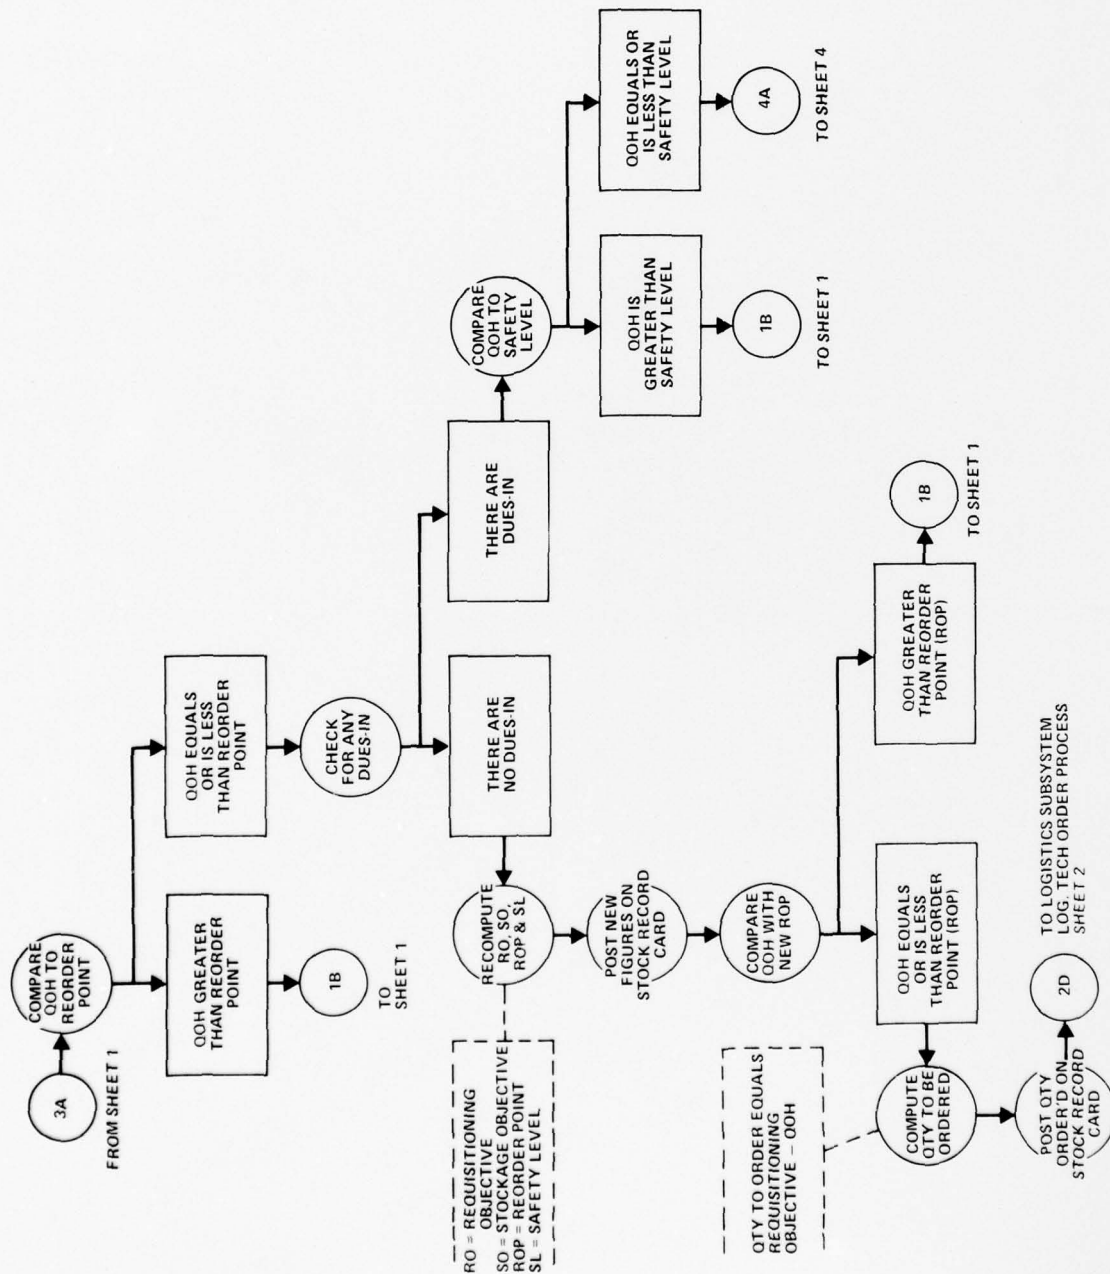 3A
FROM SHEET 1
COMPARE
QOH TO
REORDER
POINT
QOH GREATER
THAN REORDER
POINT
1B
TO
SHEET 1
QOH EQUALS
OR IS LESS
THAN REORDER
POINT
CHECK
FOR ANY
DUES-IN
THERE ARE
NO DUES-IN
THERE ARE
DUES-IN
COMPARE
QOH TO
SAFETY
LEVEL
QOH IS
GREATER THAN
SAFETY LEVEL
1B
TO SHEET 1
QOH EQUALS OR
IS LESS THAN
SAFETY LEVEL
4A
TO SHEET 4
RO = REQUISITIONING
OBJECTIVE
SO = STOCKAGE OBJECTIVE
ROP = REORDER POINT
SL = SAFETY LEVEL
RECOMPUTE
RO, SO,
ROP & SL
POST NEW
FIGURES ON
STOCK RECORD
CARD
COMPARE
QOH WITH
NEW ROP
QOH EQUALS
OR IS LESS
THAN REORDER
POINT (ROP)
QOH GREATER
THAN REORDER
POINT (ROP)
1B
TO SHEET 1
QTY TO ORDER EQUALS
REQUISITIONING
OBJECTIVE – QOH
COMPUTE
QTY TO BE
ORDERED
POST QTY
ORDER'D ON
STOCK RECORD
CARD
2D
TO LOGISTICS SUBSYSTEM
LOG. TECH ORDER PROCESS
SHEET 2